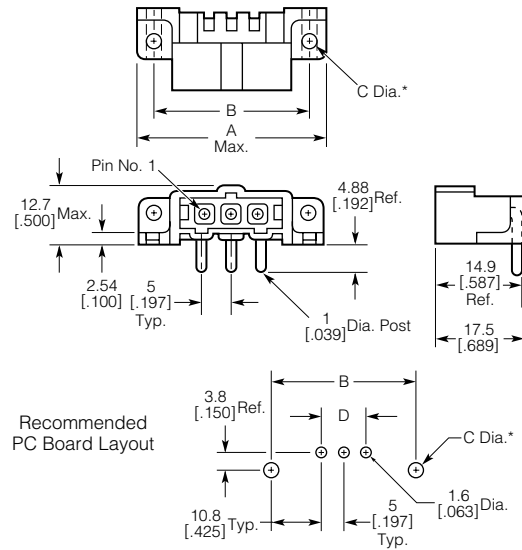 C Dia.*
B
A
Max.
Pin No. 1
12.7
[.500] Max.
4.88
[.192] Ref.
2.54
[.100]
5
[.197]
Typ.
1
[.039] Dia. Post
14.9
[.587]
Ref.
17.5
[.689]
Recommended
PC Board Layout
B
3.8
[.150] Ref.
D
C Dia.*
10.8
[.425] Typ.
5
[.197]
Typ.
1.6
[.063] Dia.